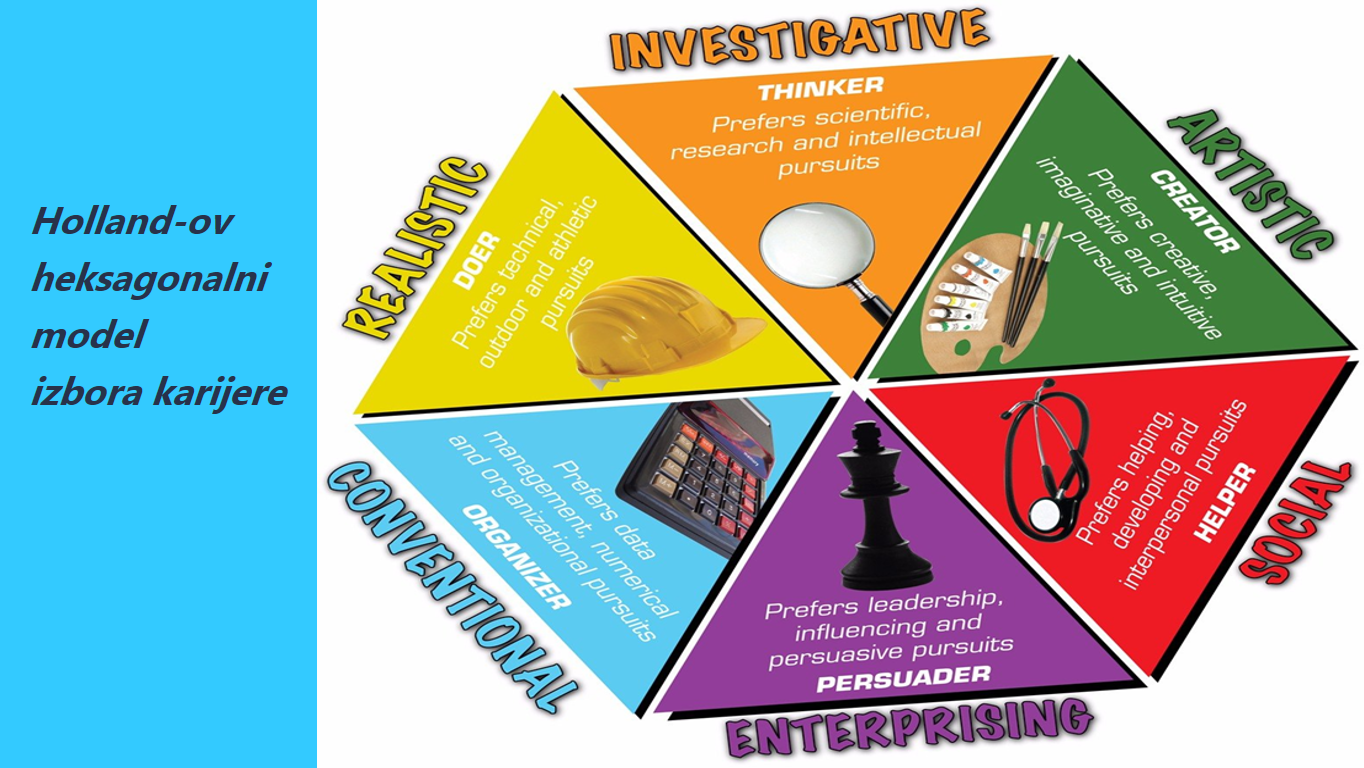 Holland-ov
heksagonalni
model
izbora karijere
INVESTIGATIVE
THINKER
Prefers scientific,
research and intellectual
pursuits
ARTISTIC
CREATOR
Prefers creative,
imaginative and intuitive
pursuits
SOCIAL
Prefers helping,
developing and
interpersonal pursuits
HELPER
ENTERPRISING
Prefers leadership,
influencing and
persuasive pursuits
PERSUADER
CONVENTIONAL
Prefers data
management, numerical
and organizational pursuits
ORGANIZER
REALISTIC
DOER
Prefers technical,
outdoor and athletic
pursuits